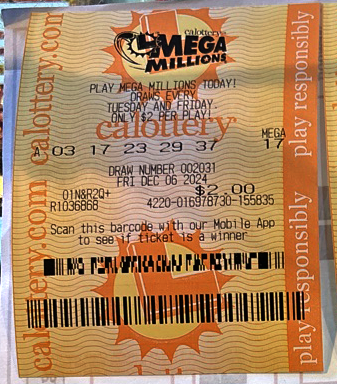 calottery
MEGA
MILLIONS
PLAY MEGA MILLIONS TODAY!
DRAWS EVERY
TUESDAY AND FRIDAY.
ONLY $2 PER PLAY!
calottery
MEGA
A. 03 17 23 29 37 17
DRAW NUMBER 002031
FRI DEC 06 2024
$2.00
01N&R2Q+
R1036868 4220-016978730-155835
Scan this barcode with our Mobile App
to see if ticket is a winner
calottery.com calottery.com
play responsibly play responsibly